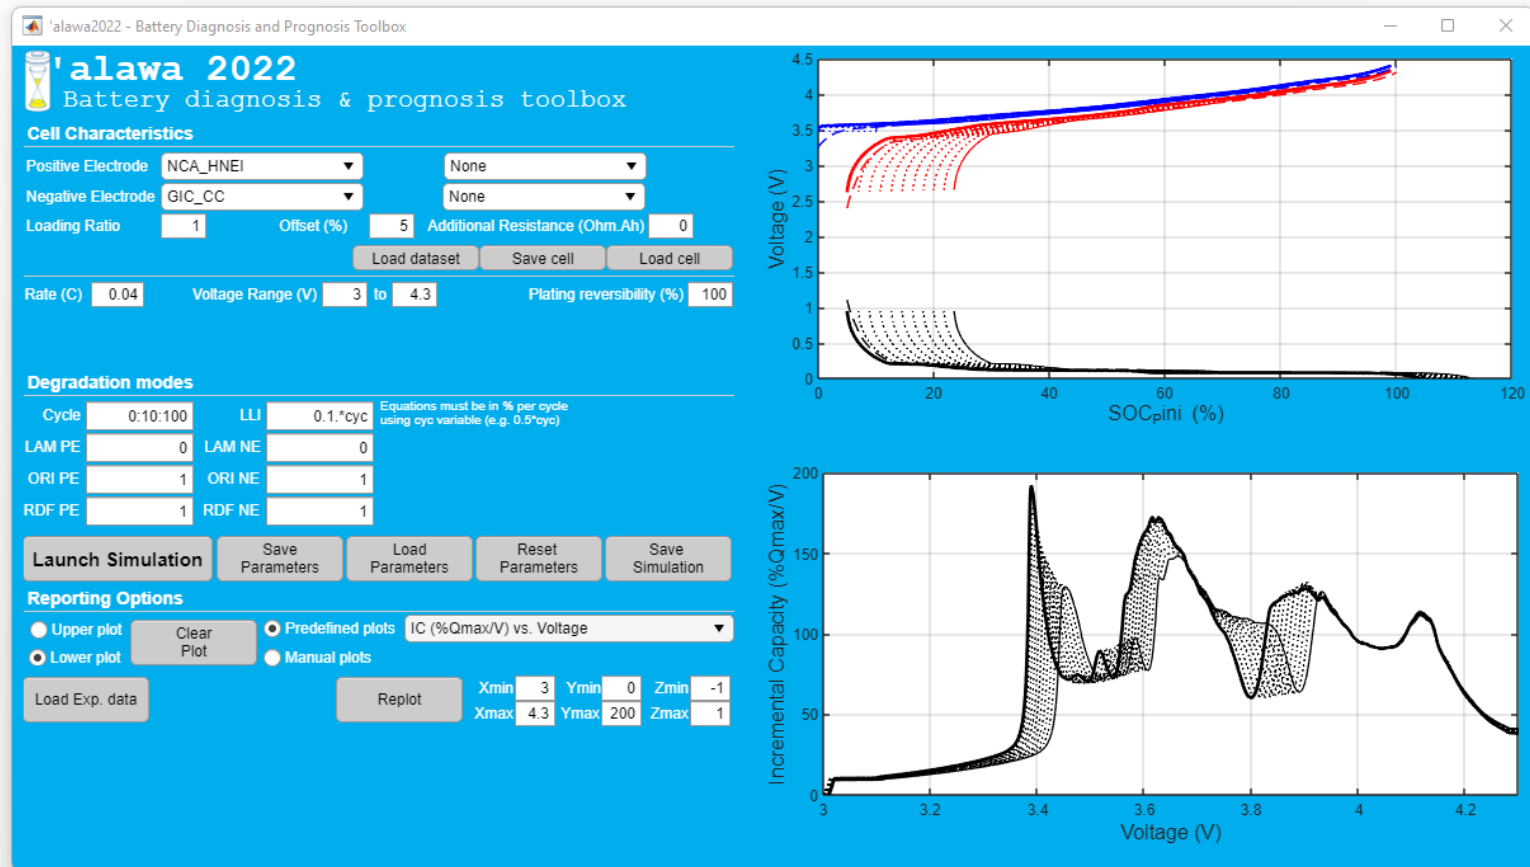 'alawa2022 - Battery Diagnosis and Prognosis Toolbox
'alawa 2022
Battery diagnosis & prognosis toolbox
Cell Characteristics
Positive Electrode NCA_HNEI None
Negative Electrode GIC_CC None
Loading Ratio 1 Offset (%) 5 Additional Resistance (Ohm.Ah) 0
Load dataset Save cell Load cell
Rate (C) 0.04 Voltage Range (V) 3 to 4.3 Plating reversibility (%) 100
Degradation modes
Cycle 0:10:100 LLI 0.1.*cyc
Equations must be in % per cycle
using cyc variable (e.g. 0.5*cyc)
LAM PE 0 LAM NE 0
ORI PE 1 ORI NE 1
RDF PE 1 RDF NE 1
Launch Simulation
Save
Parameters
Load
Parameters
Reset
Parameters
Save
Simulation
Reporting Options
Upper plot
Lower plot
Clear
Plot
Predefined plots IC (%Qmax/V) vs. Voltage
Manual plots
Load Exp. data
Replot
Xmin 3 Ymin 0 Zmin -1
Xmax 4.3 Ymax 200 Zmax 1
4.5
4
3.5
3
2.5
2
1.5
1
0.5
0
Voltage (V)
0 20 40 60 80 100 120
SOCPini (%)
200
150
100
50
0
Incremental Capacity (%Qmax/V)
3 3.2 3.4 3.6 3.8 4 4.2
Voltage (V)